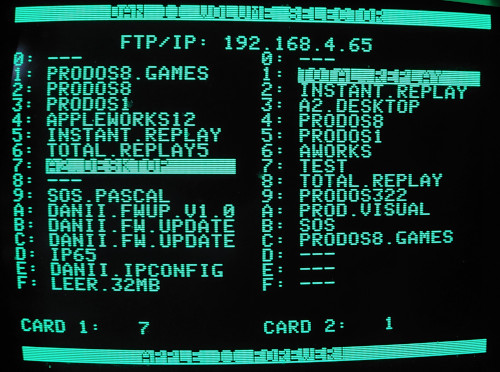 DAN II VOLUME SELECTOR
FTP/IP: 192.168.4.65
0: ---
1: PRODOS8.GAMES
2: PRODOS8
3: PRODOS1
4: APPLEWORKS12
5: INSTANT.REPLAY
6: TOTAL.REPLAY5
7: A2.DESKTOP
8: ---
9: SOS.PASCAL
A: DANII.FWUP.V1.0
B: DANII.FW.UPDATE
C: DANII.FW.UPDATE
D: IP65
E: DANII.IPCONFIG
F: LEER.32MB
CARD 1: 7
0: ---
1: TOTAL.REPLAY
2: INSTANT.REPLAY
3: A2.DESKTOP
4: PRODOS8
5: PRODOS1
6: AWORKS
7: TEST
8: TOTAL.REPLAY
9: PRODOS322
A: PROD.VISUAL
B: SOS
C: PRODOS8.GAMES
D: ---
E: ---
F: ---
CARD 2: 1
APPLE II FOREVER!